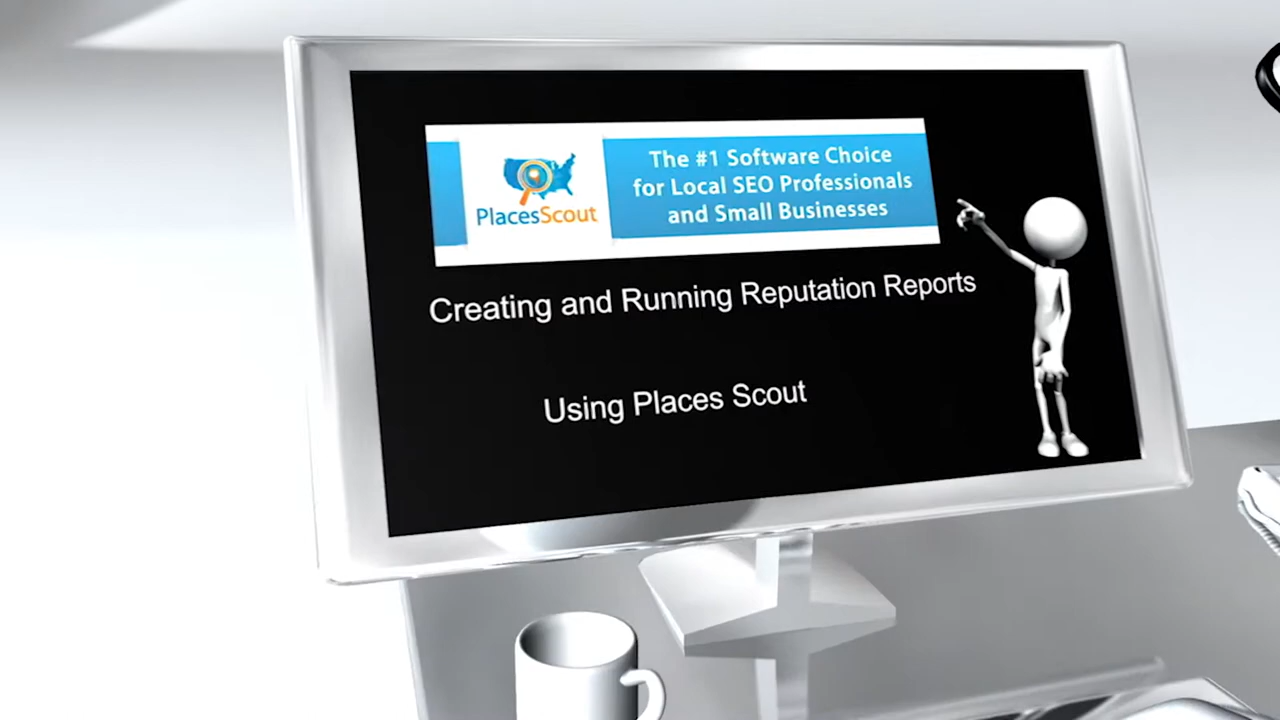 PlacesScout
The #1 Software Choice
for Local SEO Professionals
and Small Businesses
Creating and Running Reputation Reports
Using Places Scout